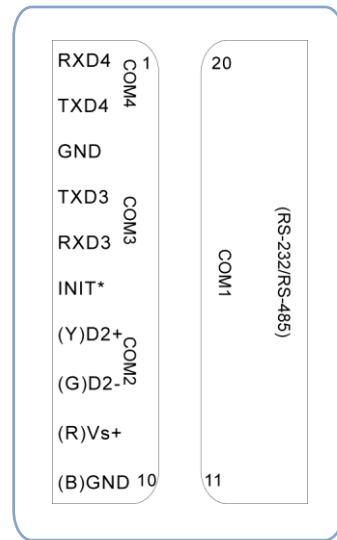 RXD4
COM4
1
TXD4
GND
TXD3
COM3
RXD3
INIT*
(Y)D2+
COM2
(G)D2-
(R)Vs+
(B)GND
10
20
COM1
(RS-232/RS-485)
11